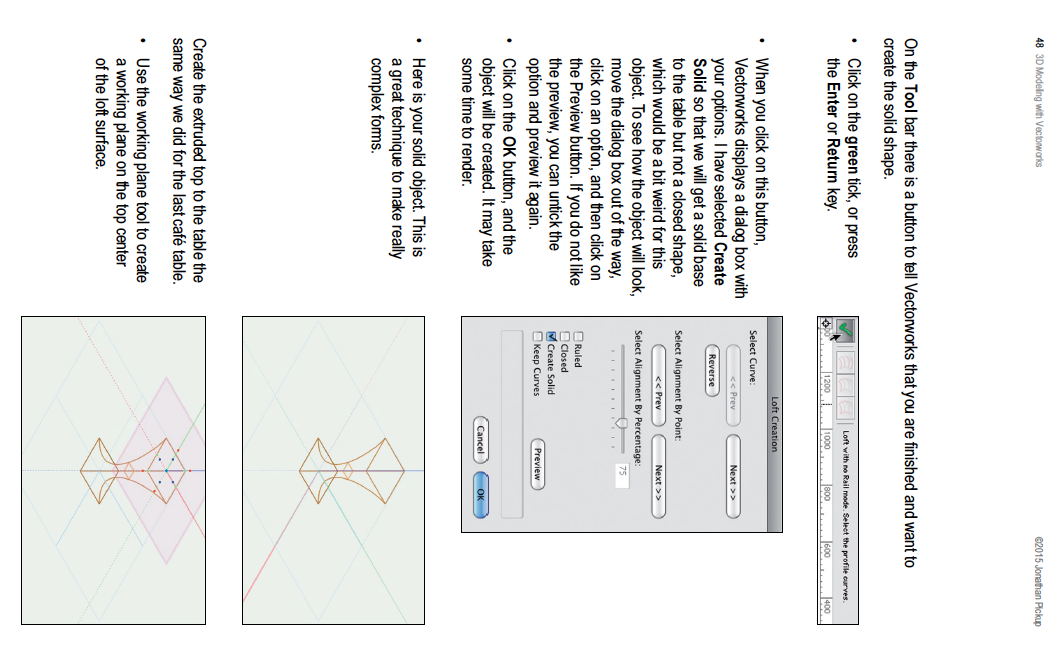 48 3D Modeling with Vectorworks
©2015 Jonathan Pickup
On the Tool bar there is a button to tell Vectorworks that you are finished and want to
create the solid shape.
• Click on the green tick, or press
the Enter or Return key.
Loft with no Rail mode. Select the profile curves.
1200 1000 800 600 400
• When you click on this button,
Vectorworks displays a dialog box with
your options. I have selected Create
Solid so that we will get a solid base
to the table but not a closed shape,
which would be a bit weird for this
object. To see how the object will look,
move the dialog box out of the way,
click on an option, and then click on
the Preview button. If you do not like
the preview, you can untick the
option and preview it again.
• Click on the OK button, and the
object will be created. It may take
some time to render.
Loft Creation
Select Curve:
<< Prev Next >>
Reverse
Select Alignment By Point:
<< Prev Next >>
Select Alignment By Percentage:
75
Ruled
Closed
Create Solid
Keep Curves
Preview
Cancel OK
• Here is your solid object. This is
a great technique to make really
complex forms.
Create the extruded top to the table the
same way we did for the last café table.
• Use the working plane tool to create
a working plane on the top center
of the loft surface.